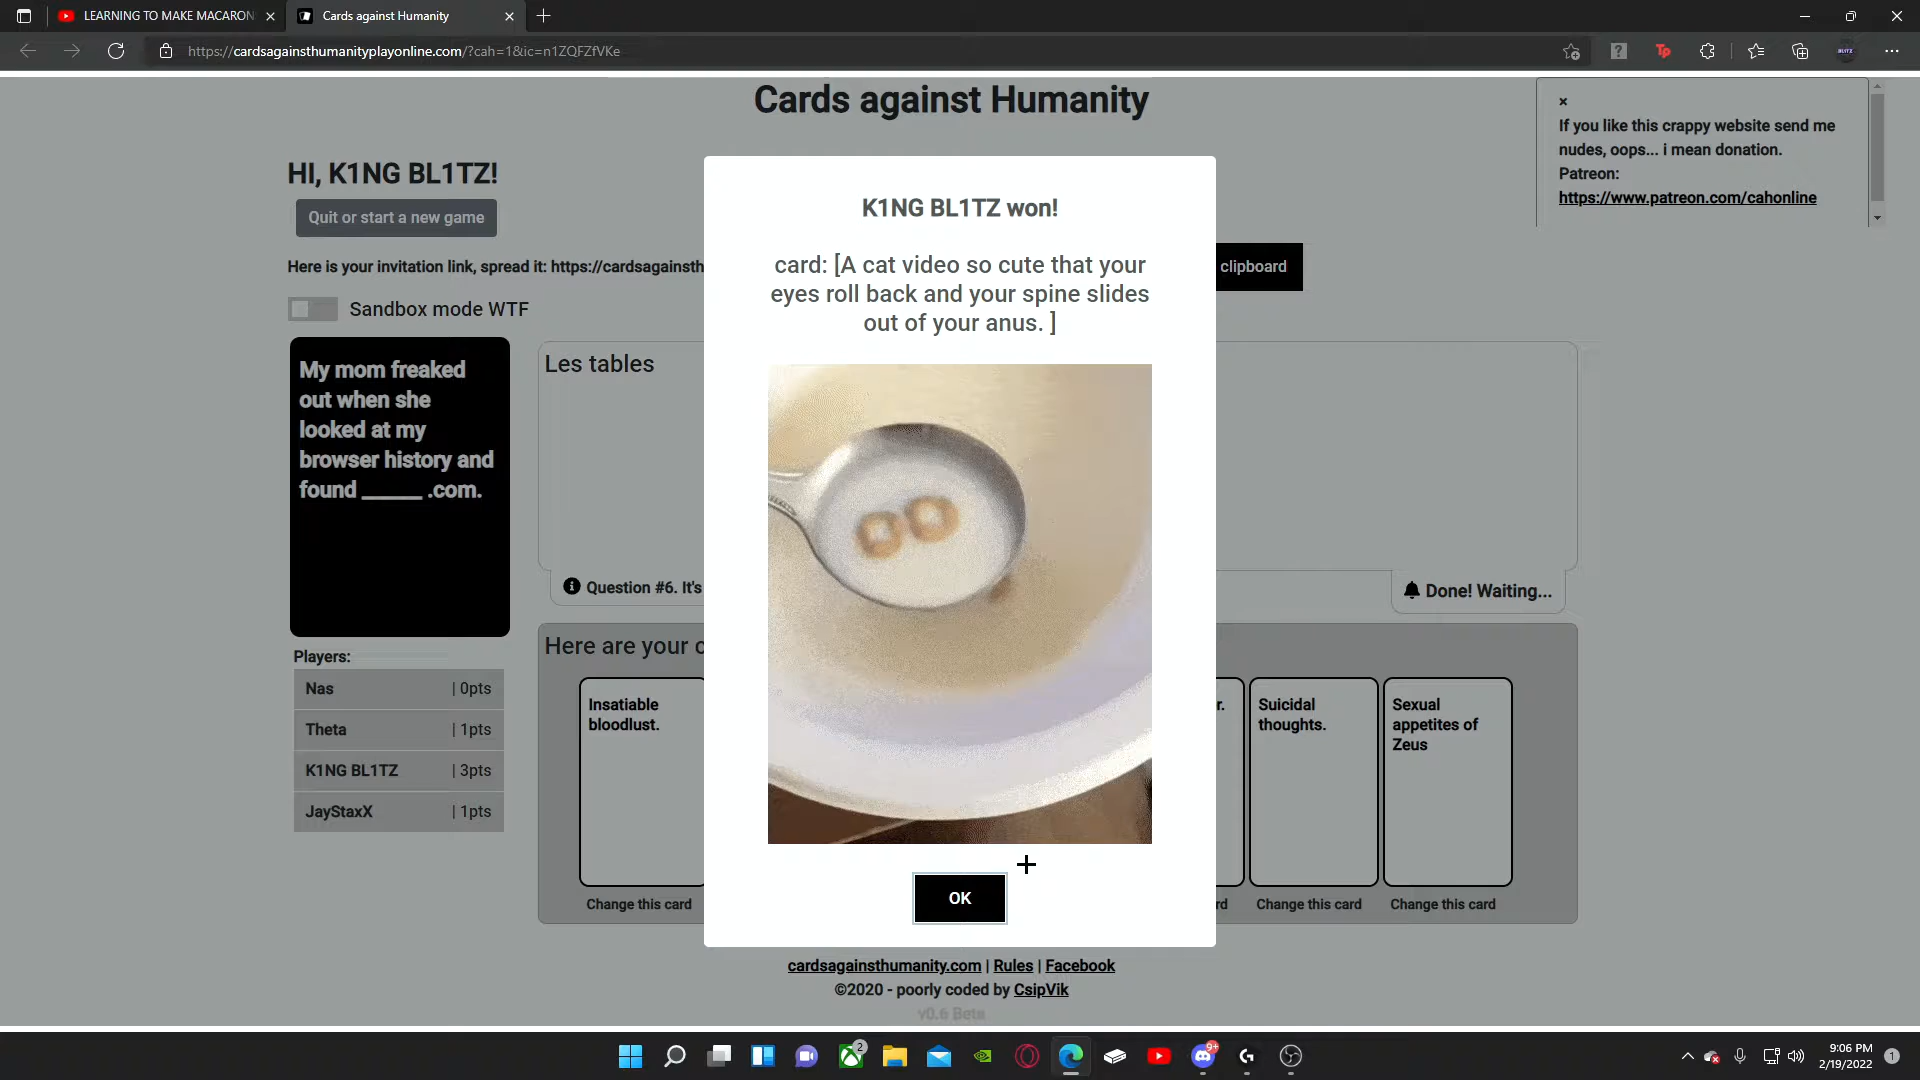 LEARNING TO MAKE MACARON
Cards against Humanity
https://cardsagainsthumanityplayonline.com/?cah=1&ic=n1ZQFZfVKe
Cards against Humanity
×
If you like this crappy website send me
nudes, oops... i mean donation.
Patreon:
https://www.patreon.com/cahonline
HI, K1NG BL1TZ!
Quit or start a new game
Here is your invitation link, spread it: https://cardsagainsth
clipboard
Sandbox mode WTF
K1NG BL1TZ won!
card: [A cat video so cute that your
eyes roll back and your spine slides
out of your anus. ]
OK
My mom freaked
out when she
looked at my
browser history and
found ______ .com.
Les tables
Question #6. It's
Done! Waiting...
Players:
Nas | 0pts
Theta | 1pts
K1NG BL1TZ | 3pts
JayStaxX | 1pts
Here are your c
Insatiable
bloodlust.
Change this card
r.
rd
Suicidal
thoughts.
Change this card
Sexual
appetites of
Zeus
Change this card
cardsagainsthumanity.com | Rules | Facebook
©2020 - poorly coded by CsipVik
v0.6 Beta
2
9+
9:06 PM
2/19/2022
1